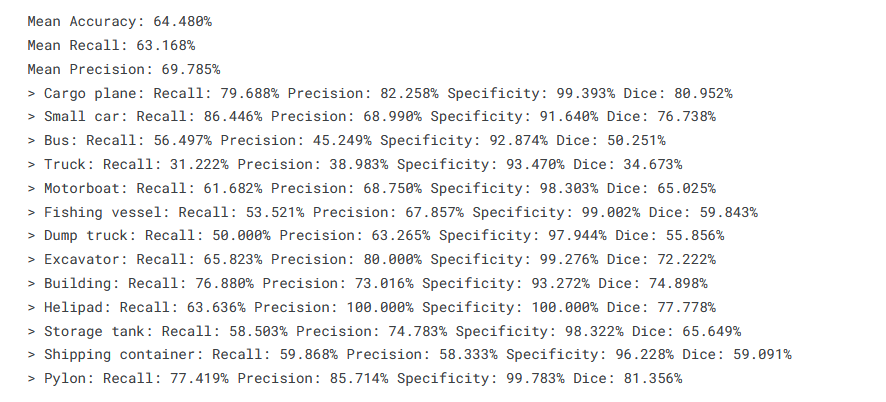 Mean Accuracy: 64.480%
Mean Recall: 63.168%
Mean Precision: 69.785%
> Cargo plane: Recall: 79.688% Precision: 82.258% Specificity: 99.393% Dice: 80.952%
> Small car: Recall: 86.446% Precision: 68.990% Specificity: 91.640% Dice: 76.738%
> Bus: Recall: 56.497% Precision: 45.249% Specificity: 92.874% Dice: 50.251%
> Truck: Recall: 31.222% Precision: 38.983% Specificity: 93.470% Dice: 34.673%
> Motorboat: Recall: 61.682% Precision: 68.750% Specificity: 98.303% Dice: 65.025%
> Fishing vessel: Recall: 53.521% Precision: 67.857% Specificity: 99.002% Dice: 59.843%
> Dump truck: Recall: 50.000% Precision: 63.265% Specificity: 97.944% Dice: 55.856%
> Excavator: Recall: 65.823% Precision: 80.000% Specificity: 99.276% Dice: 72.222%
> Building: Recall: 76.880% Precision: 73.016% Specificity: 93.272% Dice: 74.898%
> Helipad: Recall: 63.636% Precision: 100.000% Specificity: 100.000% Dice: 77.778%
> Storage tank: Recall: 58.503% Precision: 74.783% Specificity: 98.322% Dice: 65.649%
> Shipping container: Recall: 59.868% Precision: 58.333% Specificity: 96.228% Dice: 59.091%
> Pylon: Recall: 77.419% Precision: 85.714% Specificity: 99.783% Dice: 81.356%